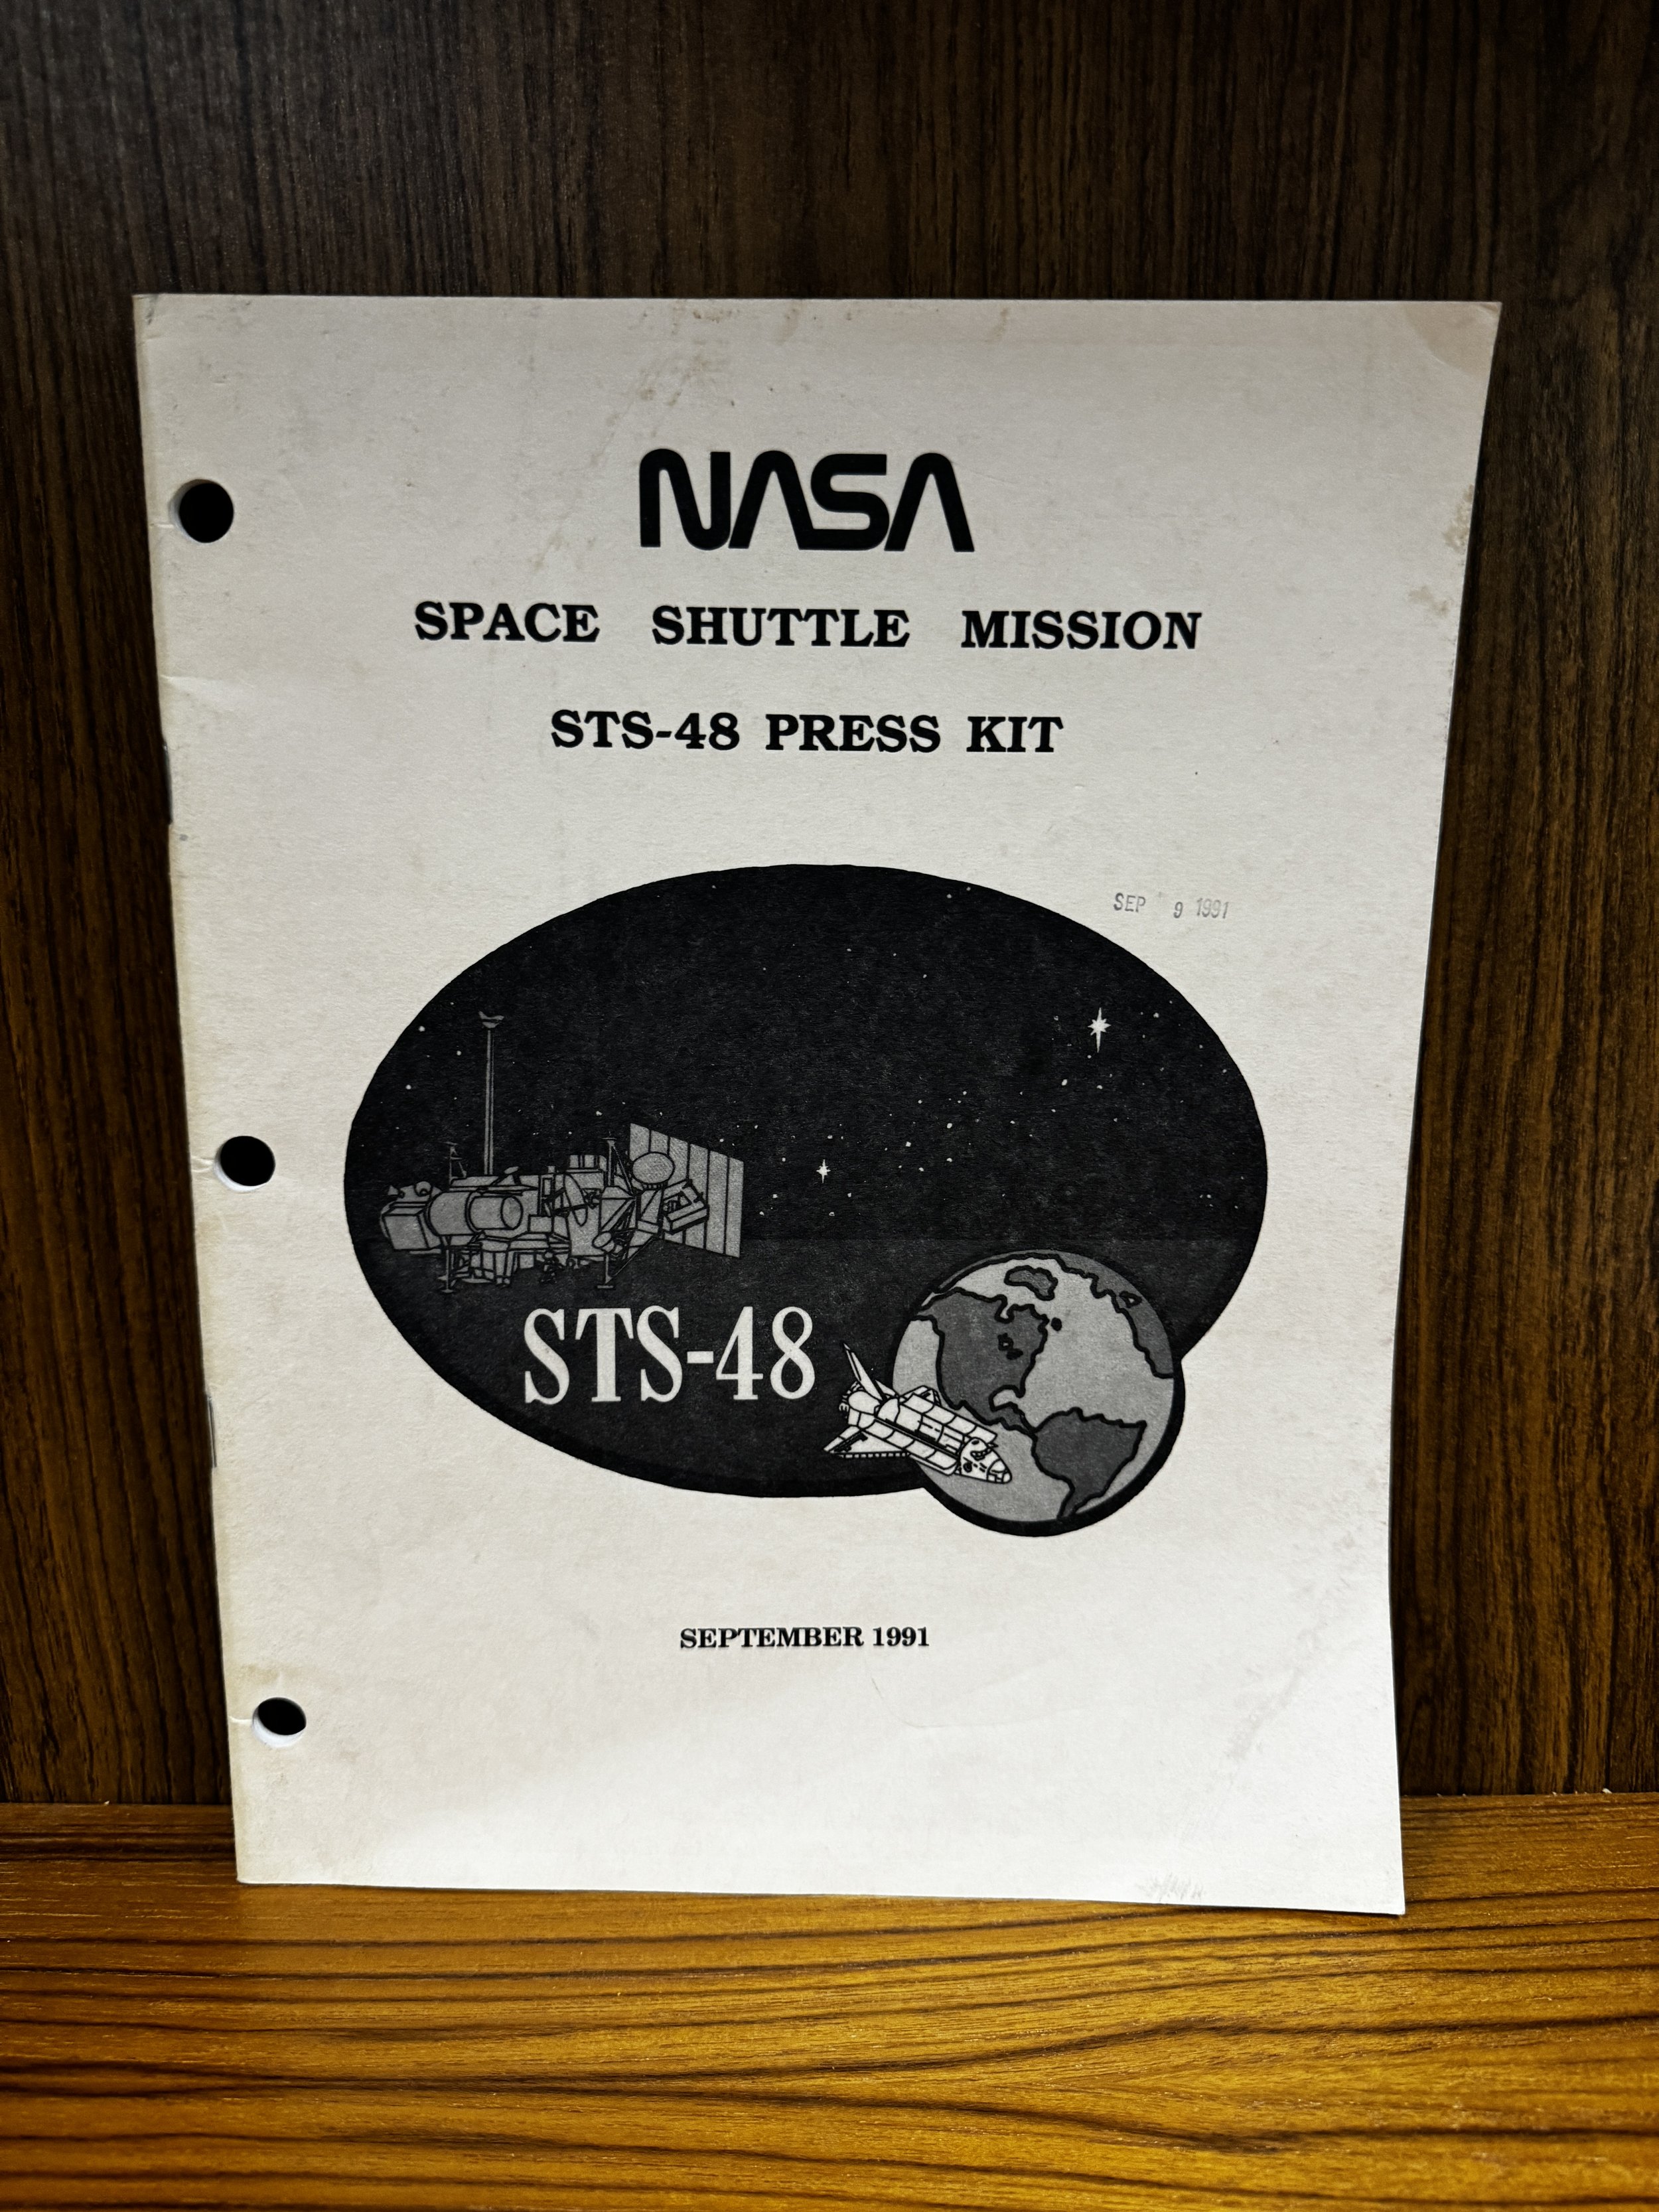 NASA
SPACE SHUTTLE MISSION
STS-48 PRESS KIT
SEP 9 1991
STS-48
SEPTEMBER 1991